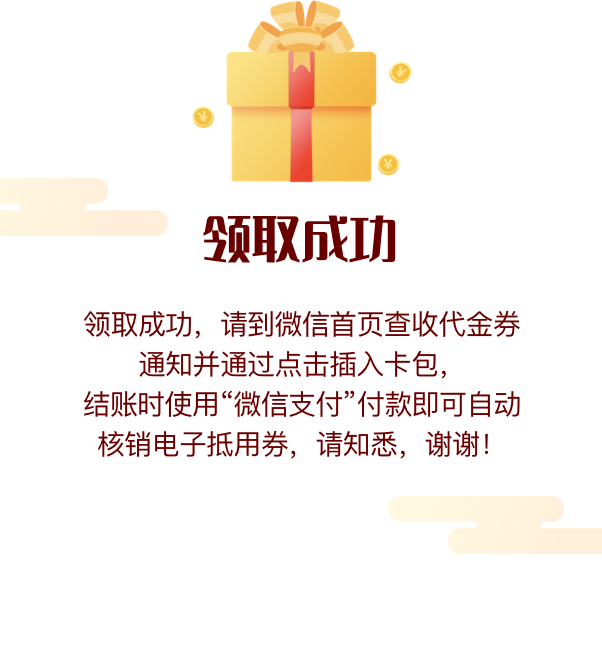 领取成功
领取成功，请到微信首页查收代金券
通知并通过点击插入卡包，
结账时使用“微信支付”付款即可自动
核销电子抵用券，请知悉，谢谢！